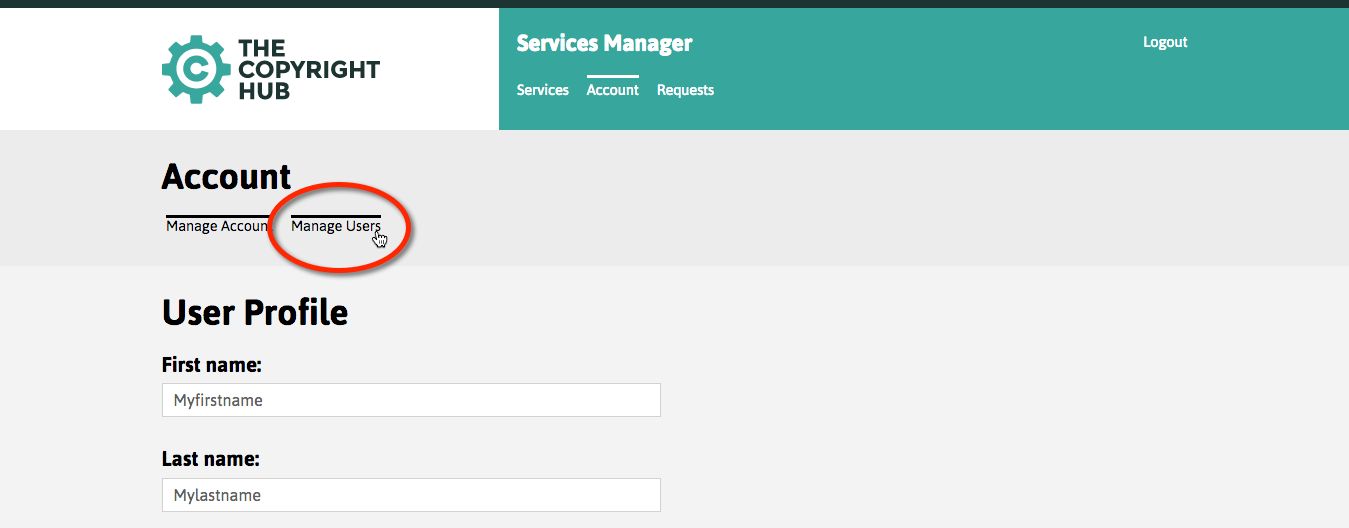 THE
COPYRIGHT
HUB
Services Manager
Logout
Services Account Requests
Account
Manage Account Manage Users
User Profile
First name:
Myfirstname
Last name:
Mylastname